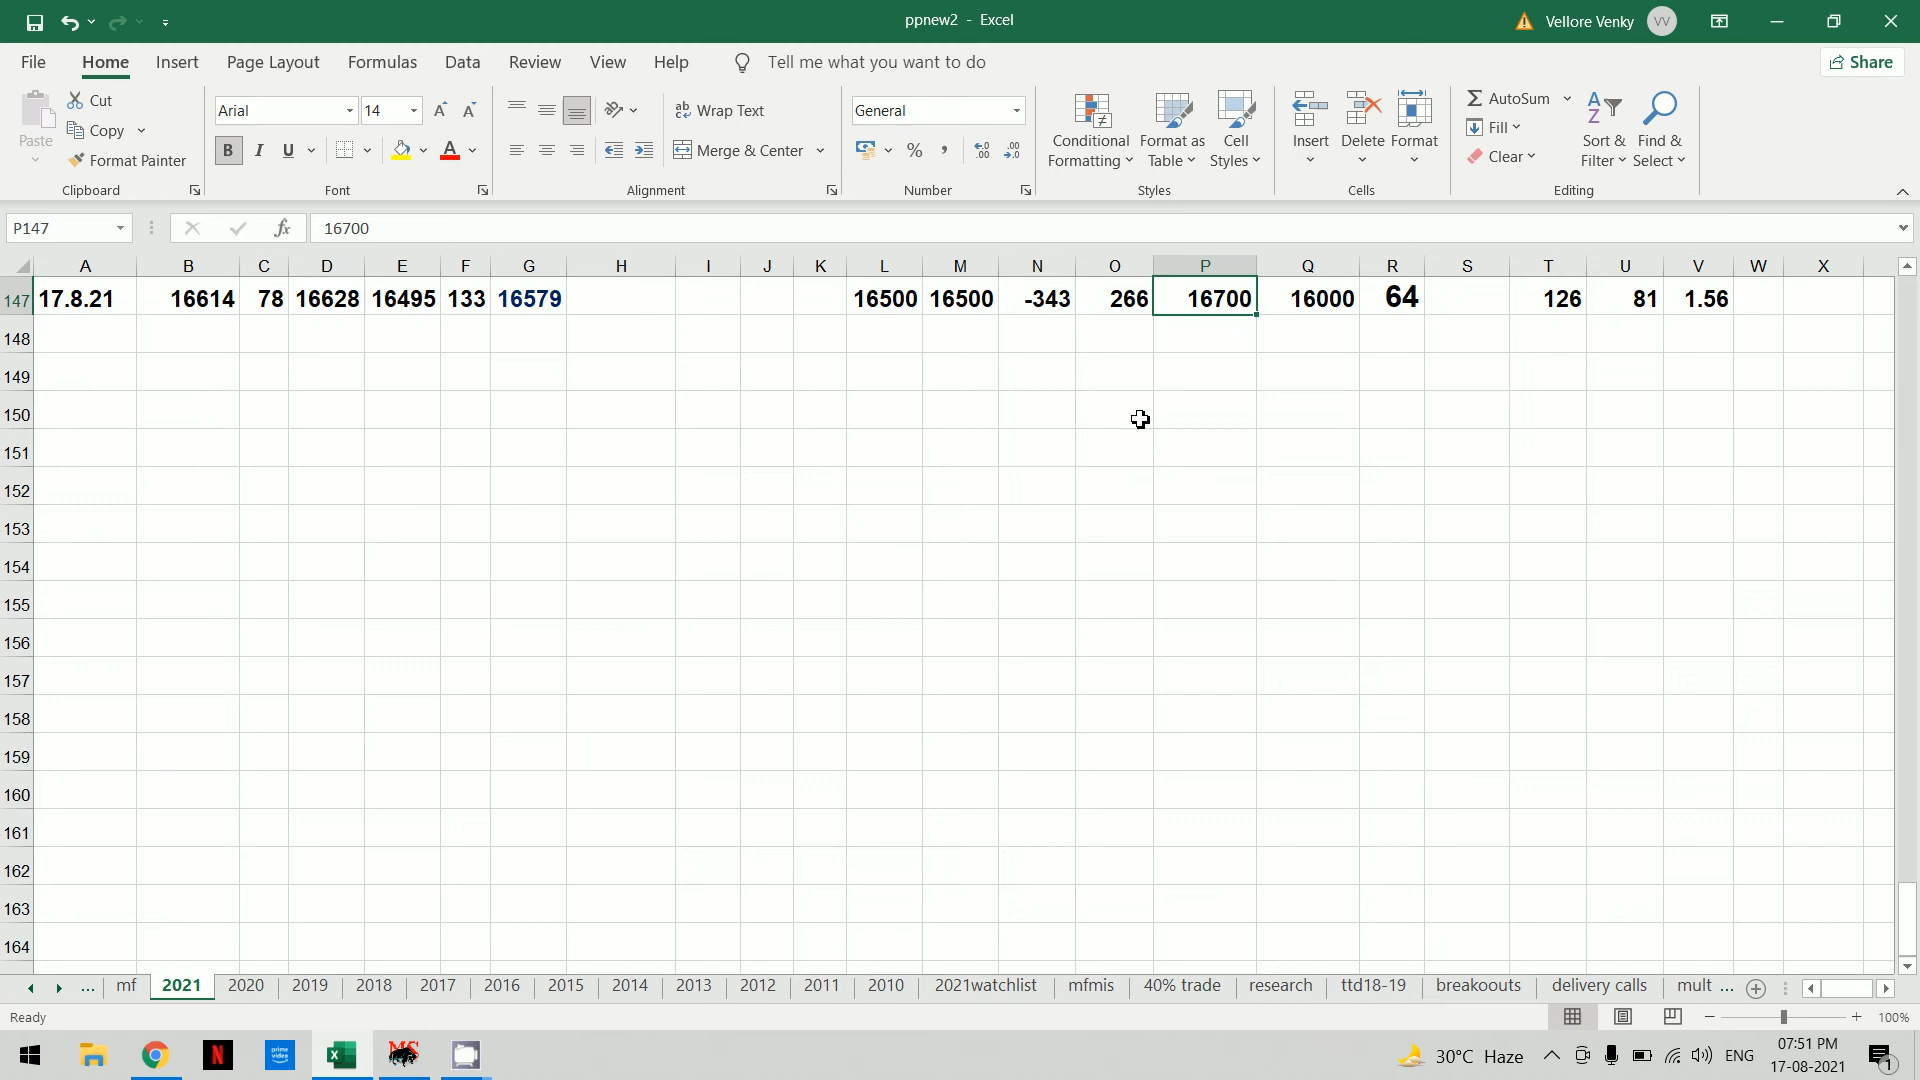 ppnew2 - Excel
Vellore Venky
VV
File Home Insert Page Layout Formulas Data Review View Help Tell me what you want to do
Share
Paste
Cut
Copy
Format Painter
Clipboard
Arial 14
B I U
Font
Wrap Text
Merge & Center
Alignment
General
Number
Conditional Formatting
Format as Table
Cell Styles
Styles
Insert Delete Format
Cells
AutoSum
Fill
Clear
Sort & Filter
Find & Select
Editing
P147
fx
16700
A B C D E F G H I J K L M N O P Q R S T U V W X
147 17.8.21 16614 78 16628 16495 133 16579 16500 16500 -343 266 16700 16000 64 126 81 1.56
148
149
150
151
152
153
154
155
156
157
158
159
160
161
162
163
164
... mf 2021 2020 2019 2018 2017 2016 2015 2014 2013 2012 2011 2010 2021watchlist mfmis 40% trade research ttd18-19 breakoouts delivery calls mult ...
Ready
100%
N
prime video
MS
30°C Haze
ENG
07:51 PM
17-08-2021
1